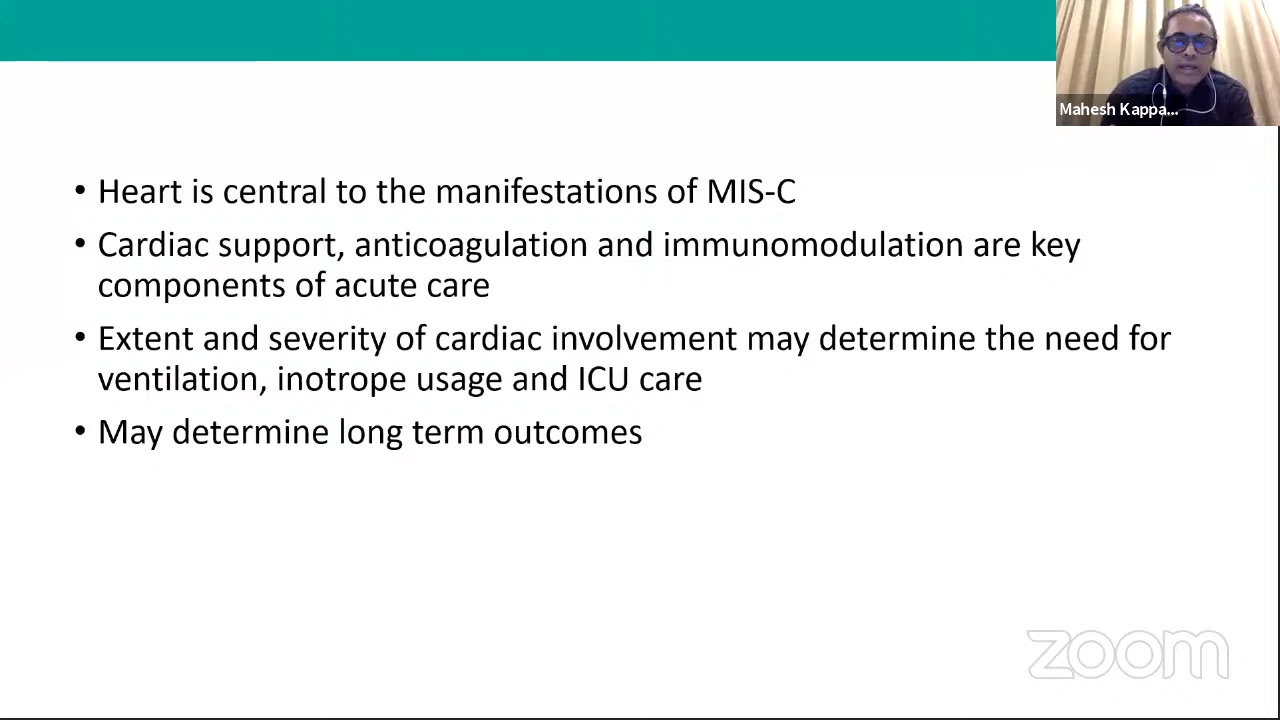 Mahesh Kappa...
• Heart is central to the manifestations of MIS-C
• Cardiac support, anticoagulation and immunomodulation are key
components of acute care
• Extent and severity of cardiac involvement may determine the need for
ventilation, inotrope usage and ICU care
• May determine long term outcomes
zoom